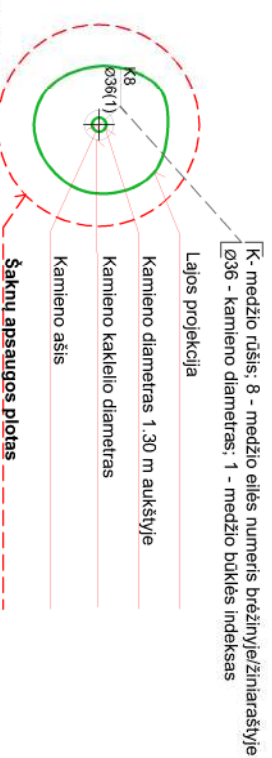 K- medžio rūšis; 8 - medžio eilės numeris brėžinyje/žiniaraštyje
Ø36 - kamieno diametras; 1 - medžio būklės indeksas
K8
Ø36(1)
Lajos projekcija
Kamieno diametras 1.30 m aukštyje
Kamieno kaklelio diametras
Kamieno ašis
Šaknų apsaugos plotas